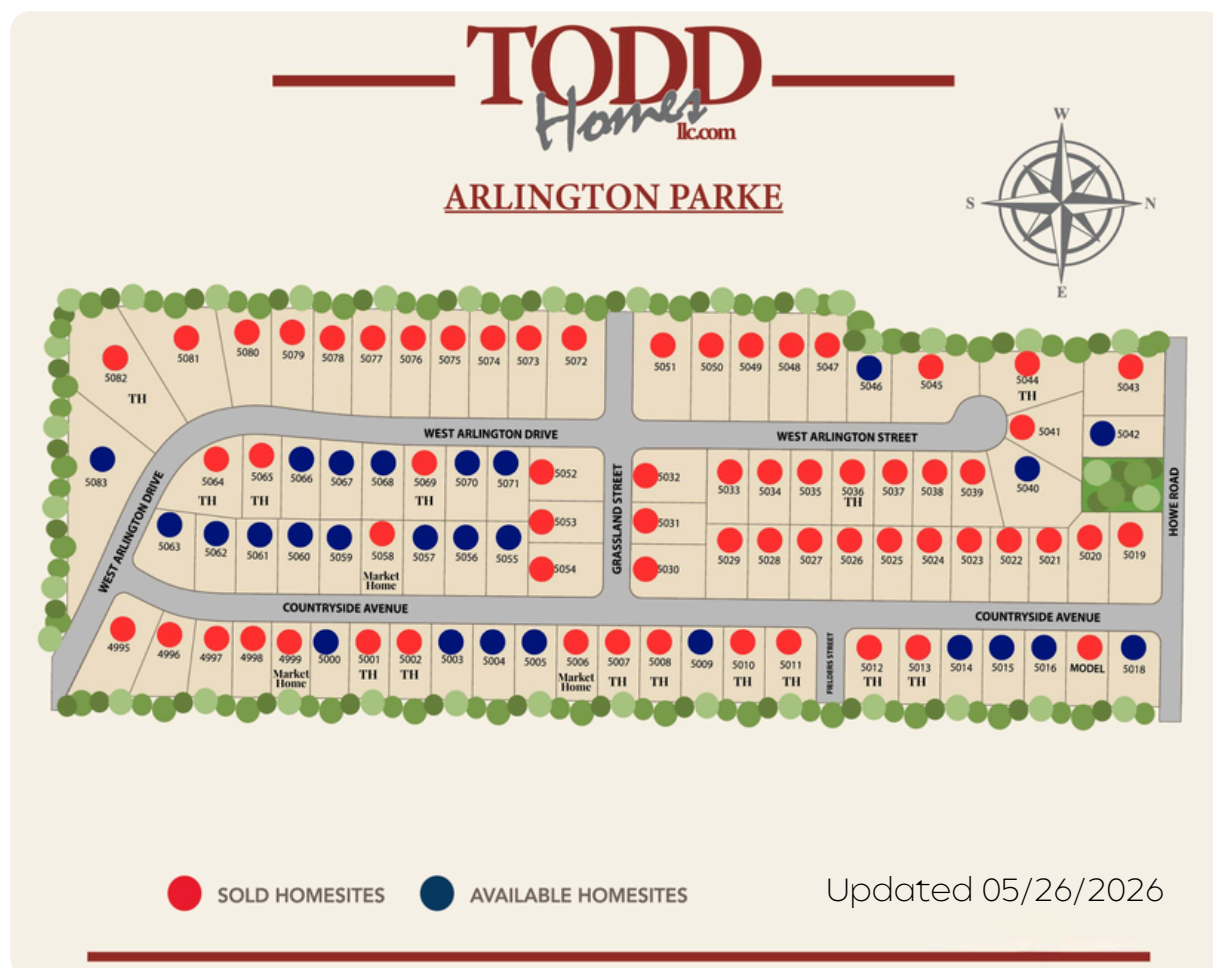 TODD
Homes
llc.com
ARLINGTON PARKE
W
S
N
E
5082
TH
5081
5080
5079
5078
5077
5076
5075
5074
5073
5072
5051
5050
5049
5048
5047
5046
5045
5044
TH
5043
5041
5042
5040
WEST ARLINGTON DRIVE
WEST ARLINGTON STREET
5083
5064
TH
5065
TH
5066
5067
5068
5069
TH
5070
5071
5052
5053
5054
GRASSLAND STREET
5032
5031
5030
5033
5034
5035
5036
TH
5037
5038
5039
HOWE ROAD
WEST ARLINGTON DRIVE
5063
5062
5061
5060
5059
5058
Market
Home
5057
5056
5055
5029
5028
5027
5026
5025
5024
5023
5022
5021
5020
5019
COUNTRYSIDE AVENUE
COUNTRYSIDE AVENUE
4995
4996
4997
4998
4999
Market
Home
5000
5001
TH
5002
TH
5003
5004
5005
5006
Market
Home
5007
TH
5008
TH
5009
5010
TH
5011
TH
FIELDERS STREET
5012
TH
5013
TH
5014
5015
5016
MODEL
5018
SOLD HOMESITES
AVAILABLE HOMESITES
Updated 05/26/2026